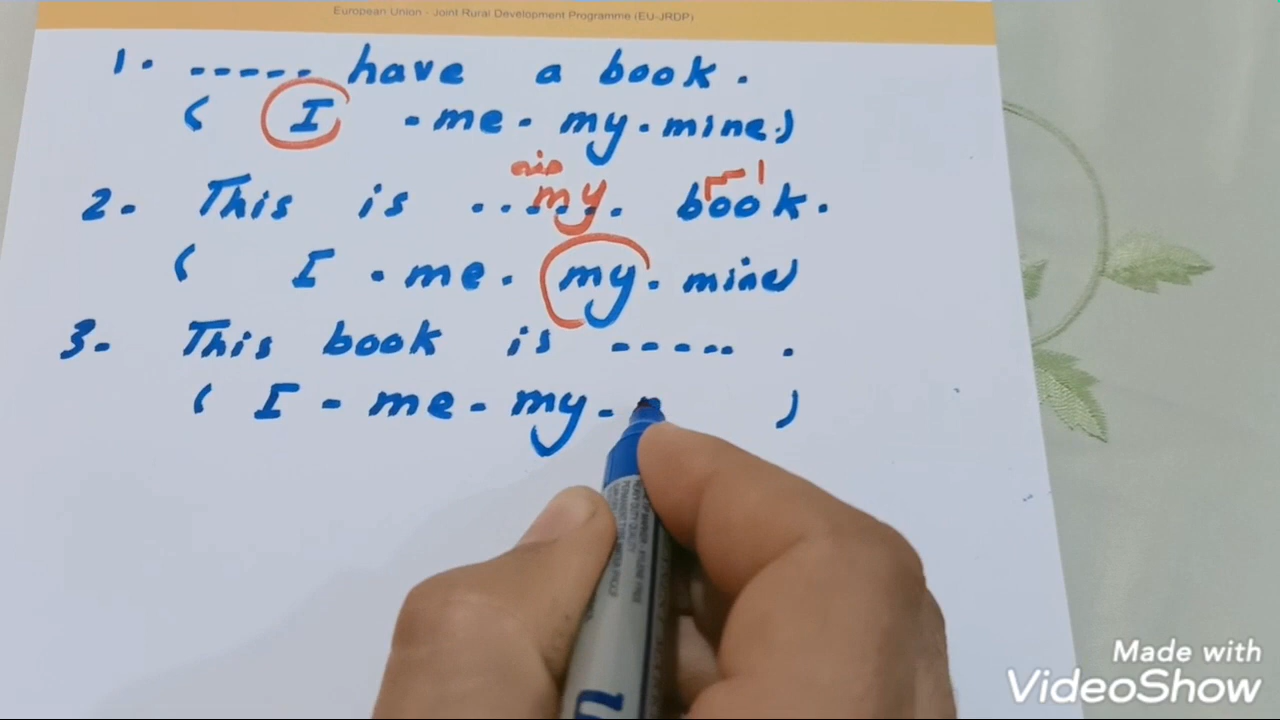 European Union - Joint Rural Development Programme (EU-JRDP)
1. ----- have a book.
( I - me - my - mine )
2. This is ...my... book.
( I - me - my - mine )
3. This book is ----- .
( I - me - my - )
Made with
VideoShow